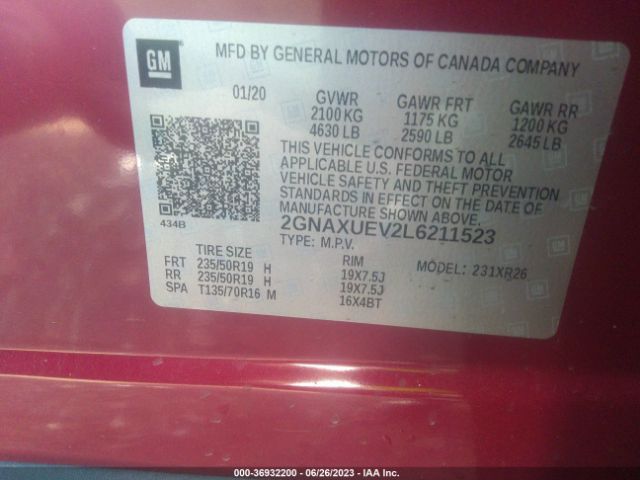 GM
MFD BY GENERAL MOTORS OF CANADA COMPANY
01/20 GVWR GAWR FRT GAWR RR
2100 KG 1175 KG 1200 KG
4630 LB 2590 LB 2645 LB
THIS VEHICLE CONFORMS TO ALL
APPLICABLE U.S. FEDERAL MOTOR
VEHICLE SAFETY AND THEFT PREVENTION
STANDARDS IN EFFECT ON THE DATE OF
MANUFACTURE SHOWN ABOVE.
434B
2GNAXUEV2L6211523
TYPE: M.P.V. MODEL: 231XR26
TIRE SIZE RIM
FRT 235/50R19 H 19X7.5J
RR 235/50R19 H 19X7.5J
SPA T135/70R16 M 16X4BT
000-36932200 - 06/26/2023 - IAA Inc.